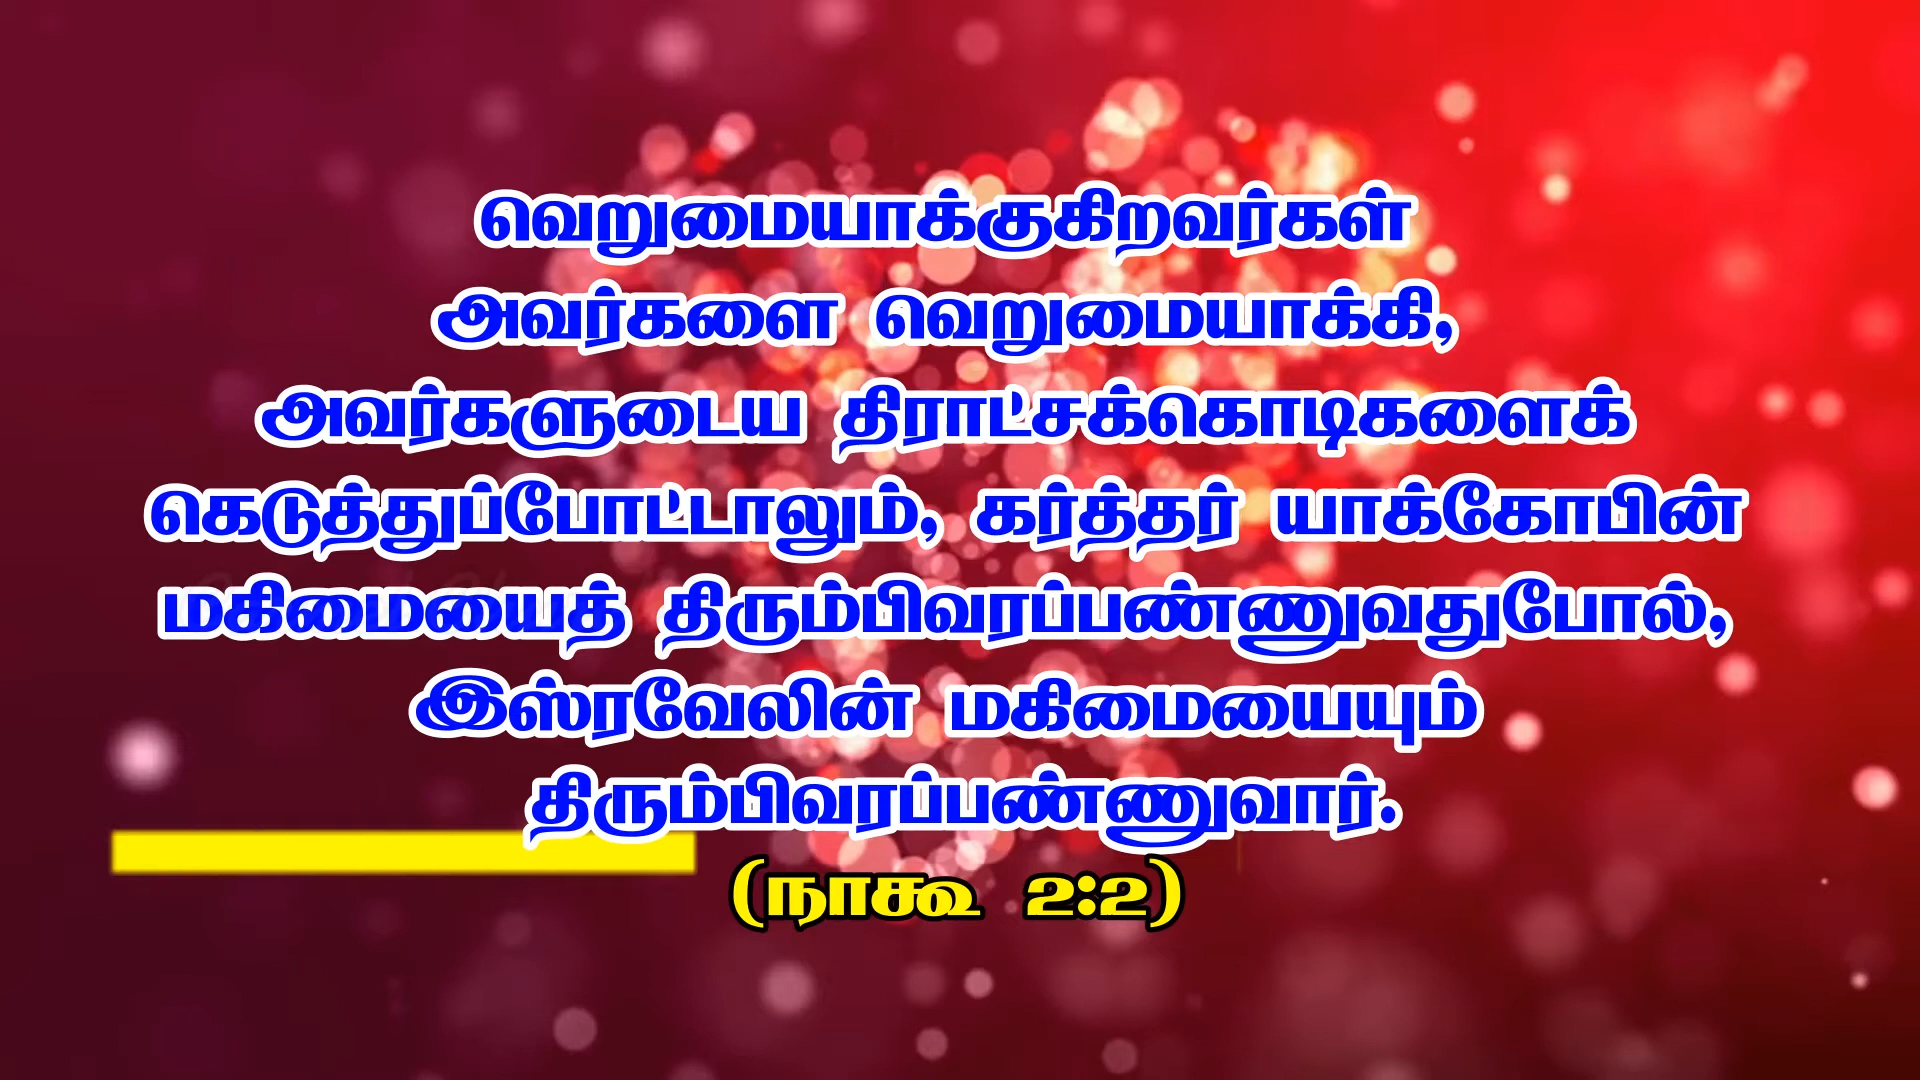 வெறுமையாக்குகிறவர்கள்
அவர்களை வெறுமையாக்கி,
அவர்களுடைய திராட்சக்கொடிகளைக்
கெடுத்துப்போட்டாலும், கர்த்தர் யாக்கோபின்
மகிமையைத் திரும்பிவரப்பண்ணுவதுபோல்,
இஸ்ரவேலின் மகிமையையும்
திரும்பிவரப்பண்ணுவார்.
(நாகூ 2:2)